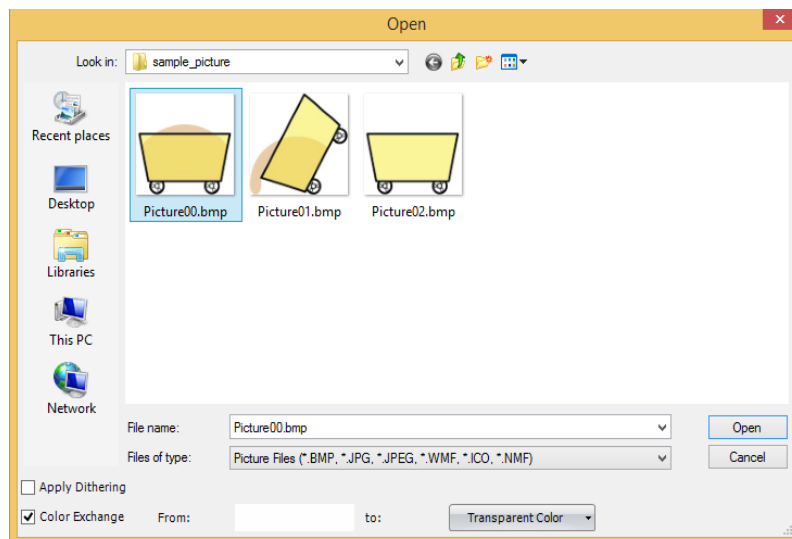 Open
Look in: sample_picture
Recent places
Desktop
Libraries
This PC
Network
Picture00.bmp Picture01.bmp Picture02.bmp
File name: Picture00.bmp Open
Files of type: Picture Files (*.BMP, *.JPG, *.JPEG, *.WMF, *.ICO, *.NMF) Cancel
Apply Dithering
Color Exchange From: to: Transparent Color